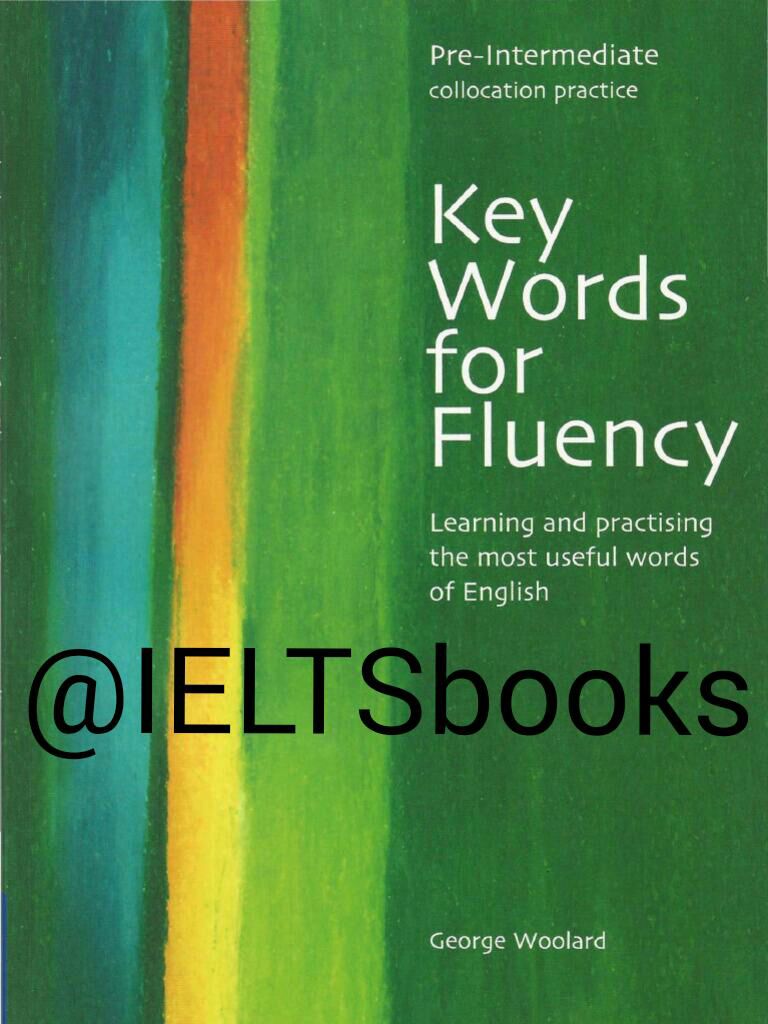 Pre-Intermediate
collocation practice
Key
Words
for
Fluency
Learning and practising
the most useful words
of English
@IELTSbooks
George Woolard